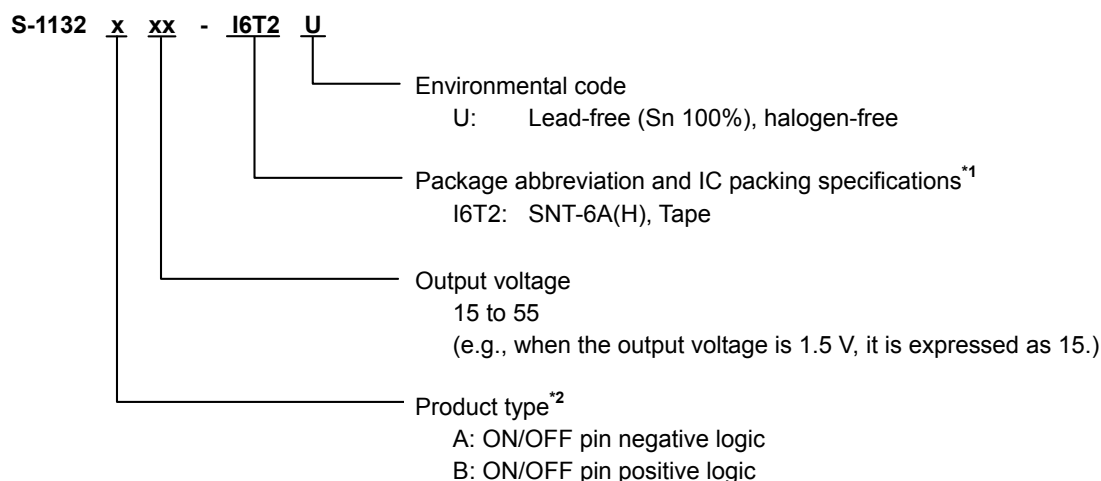 S-1132 x xx - I6T2 U
Environmental code
U: Lead-free (Sn 100%), halogen-free
Package abbreviation and IC packing specifications*1
I6T2: SNT-6A(H), Tape
Output voltage
15 to 55
(e.g., when the output voltage is 1.5 V, it is expressed as 15.)
Product type*2
A: ON/OFF pin negative logic
B: ON/OFF pin positive logic